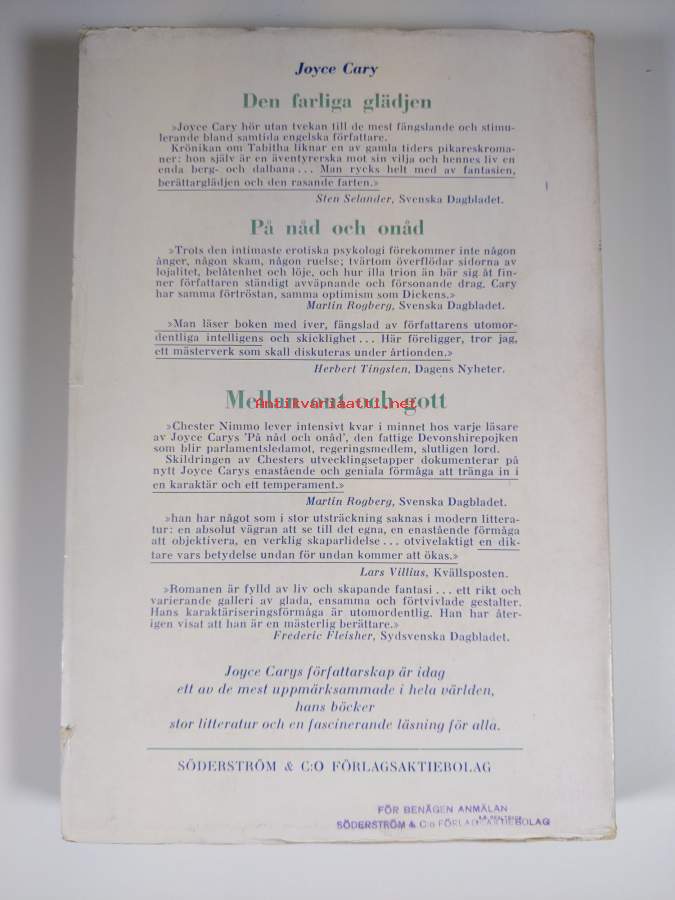 Joyce Cary
Den farliga glädjen
»Joyce Cary hör utan tvekan till de mest fängslande och stimu-
lerande bland samtida engelska författare.
Krönikan om Tabitha liknar en av gamla tiders pikareskroma-
ner: hon själv är en äventyrerska mot sin vilja och hennes liv en
enda berg- och dalbana... Man rycks helt med av fantasien,
berättarglädjen och den rasande farten.»
Sten Selander, Svenska Dagbladet.
På nåd och onåd
»Trots den intimaste erotiska psykologi förekommer inte någon
ånger, någon skam, någon ruelse; tvärtom överflödar sidorna av
lojalitet, belåtenhet och löje, och hur illa trion än bär sig åt fin-
ner författaren ständigt avväpnande och försonande drag. Cary
har samma förtröstan, samma optimism som Dickens.»
Martin Rogberg, Svenska Dagbladet.
»Man läser boken med iver, fängslad av författarens utomor-
dentliga intelligens och skicklighet... Här föreligger, tror jag,
ett mästerverk som skall diskuteras under årtionden.»
Herbert Tingsten, Dagens Nyheter.
Mellan ont och gott
Antikvariaatti.net
»Chester Nimmo lever intensivt kvar i minnet hos varje läsare
av Joyce Carys 'På nåd och onåd', den fattige Devonshirepojken
som blir parlamentsledamot, regeringsmedlem, slutligen lord.
Skildringen av Chesters utvecklingsetapper dokumenterar på
nytt Joyce Carys enastående och geniala förmåga att tränga in i
en karaktär och ett temperament.»
Martin Rogberg, Svenska Dagbladet.
»han har något som i stor utsträckning saknas i modern littera-
tur: en absolut vägran att se till det egna, en enastående förmåga
att objektivera, en verklig skaparlidelse... otvivelaktigt en dik-
tare vars betydelse undan för undan kommer att ökas.»
Lars Villius, Kvällsposten.
»Romanen är fylld av liv och skapande fantasi... ett rikt och
varierande galleri av glada, ensamma och förtvivlade gestalter.
Hans karaktäriseringsförmåga är utomordentlig. Han har åter-
igen visat att han är en mästerlig berättare.»
Frederic Fleisher, Sydsvenska Dagbladet.
Joyce Carys författarskap är idag
ett av de mest uppmärksammade i hela världen,
hans böcker
stor litteratur och en fascinerande läsning för alla.
SÖDERSTRÖM & C:O FÖRLAGSAKTIEBOLAG
FÖR BENÄGEN ANMÄLAN
SÖDERSTRÖM & C:o FÖRLAGSAKTIEBOLAG